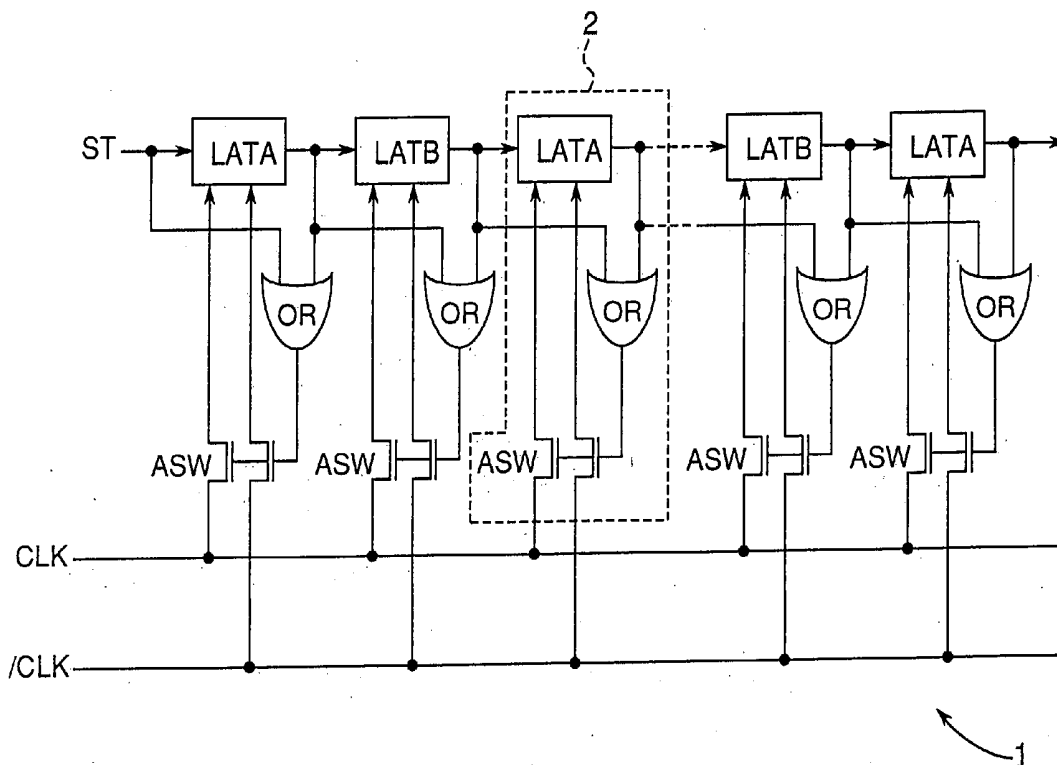 2
ST LATA LATB LATA LATB LATA
OR OR OR OR OR
ASW ASW ASW ASW ASW
CLK
/CLK
1